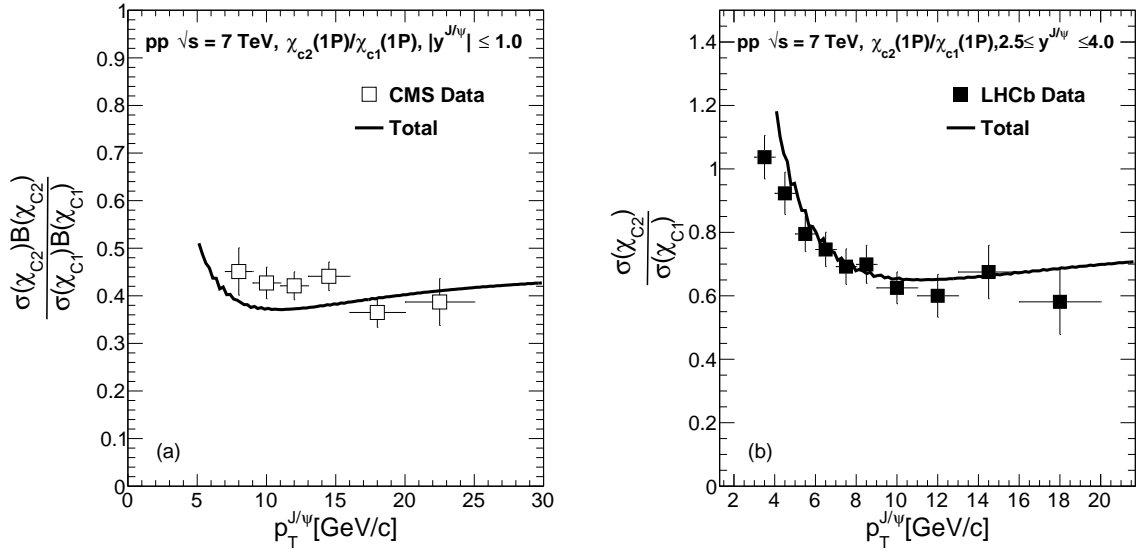 pp √s = 7 TeV, χc2(1P)/χc1(1P), |y^J/ψ| ≤ 1.0
CMS Data
Total
σ(χC2)B(χC2)
σ(χC1)B(χC1)
1
0.9
0.8
0.7
0.6
0.5
0.4
0.3
0.2
0.1
0
(a)
0 5 10 15 20 25 30
p_T^J/ψ[GeV/c]
pp √s = 7 TeV, χc2(1P)/χc1(1P),2.5≤ y^J/ψ ≤4.0
LHCb Data
Total
σ(χC2)
σ(χC1)
1.4
1.2
1
0.8
0.6
0.4
0.2
0
(b)
2 4 6 8 10 12 14 16 18 20
p_T^J/ψ[GeV/c]